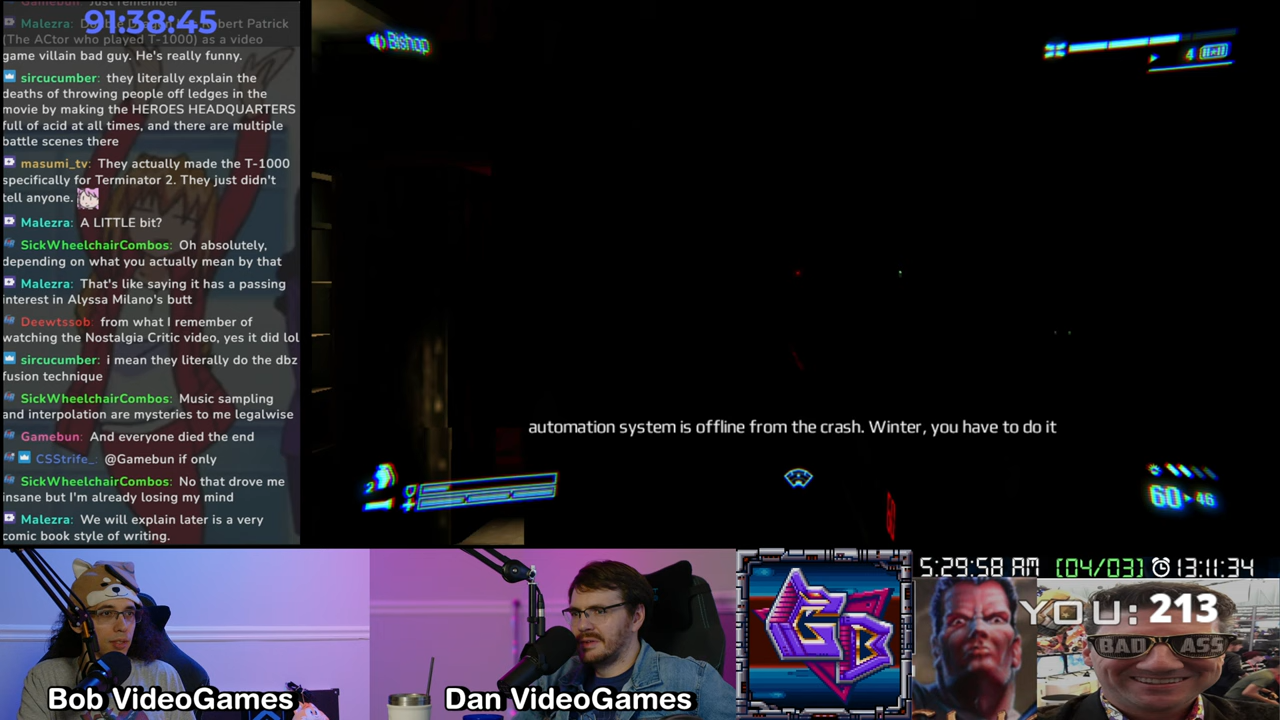 Gamebun: Just remember
91:38:45
Malezra: Robert Patrick
(The ACtor who played T-1000) as a video
game villain bad guy. He's really funny.
sircucumber: they literally explain the
deaths of throwing people off ledges in the
movie by making the HEROES HEADQUARTERS
full of acid at all times, and there are multiple
battle scenes there
masumi_tv: They actually made the T-1000
specifically for Terminator 2. They just didn't
tell anyone.
Malezra: A LITTLE bit?
SickWheelchairCombos: Oh absolutely,
depending on what you actually mean by that
Malezra: That's like saying it has a passing
interest in Alyssa Milano's butt
Deewtssob: from what I remember of
watching the Nostalgia Critic video, yes it did lol
sircucumber: i mean they literally do the dbz
fusion technique
SickWheelchairCombos: Music sampling
and interpolation are mysteries to me legalwise
Gamebun: And everyone died the end
CSStrife_: @Gamebun if only
SickWheelchairCombos: No that drove me
insane but I'm already losing my mind
Malezra: We will explain later is a very
comic book style of writing.
Bishop
4
automation system is offline from the crash. Winter, you have to do it
2
60 46
60
Bob VideoGames
Dan VideoGames
GB
5:29:58 AM [04/03] 13:11:34
YOU: 213
BAD ASS